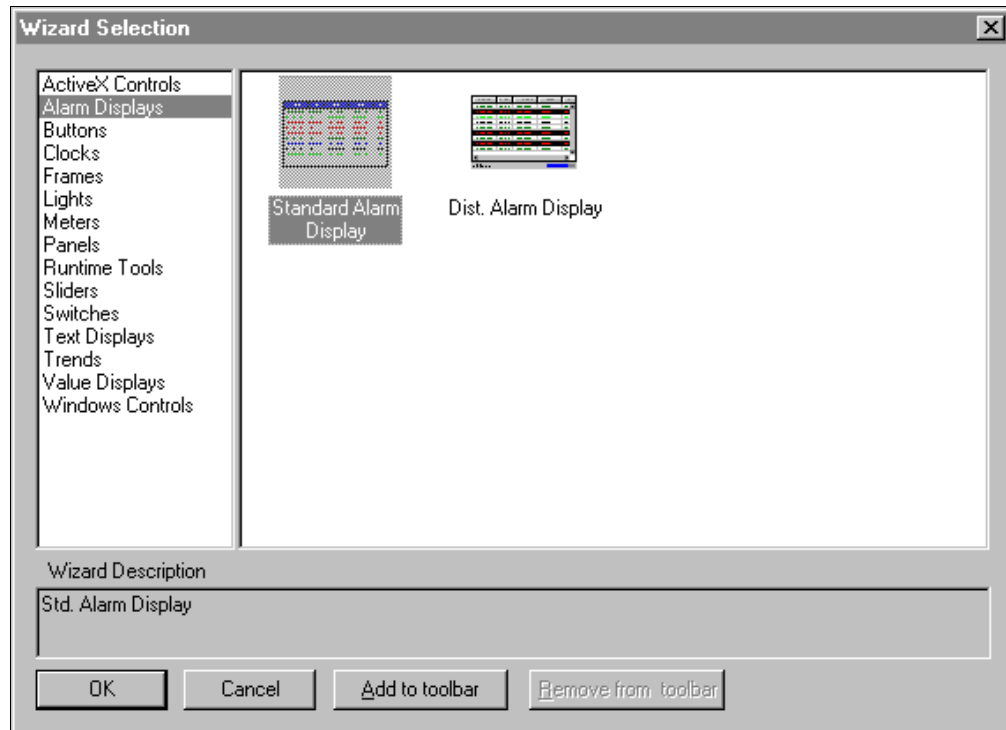 Wizard Selection
ActiveX Controls
Alarm Displays
Buttons
Clocks
Frames
Lights
Meters
Panels
Runtime Tools
Sliders
Switches
Text Displays
Trends
Value Displays
Windows Controls
Standard Alarm
Display
Dist. Alarm Display
Wizard Description
Std. Alarm Display
OK
Cancel
Add to toolbar
Remove from toolbar